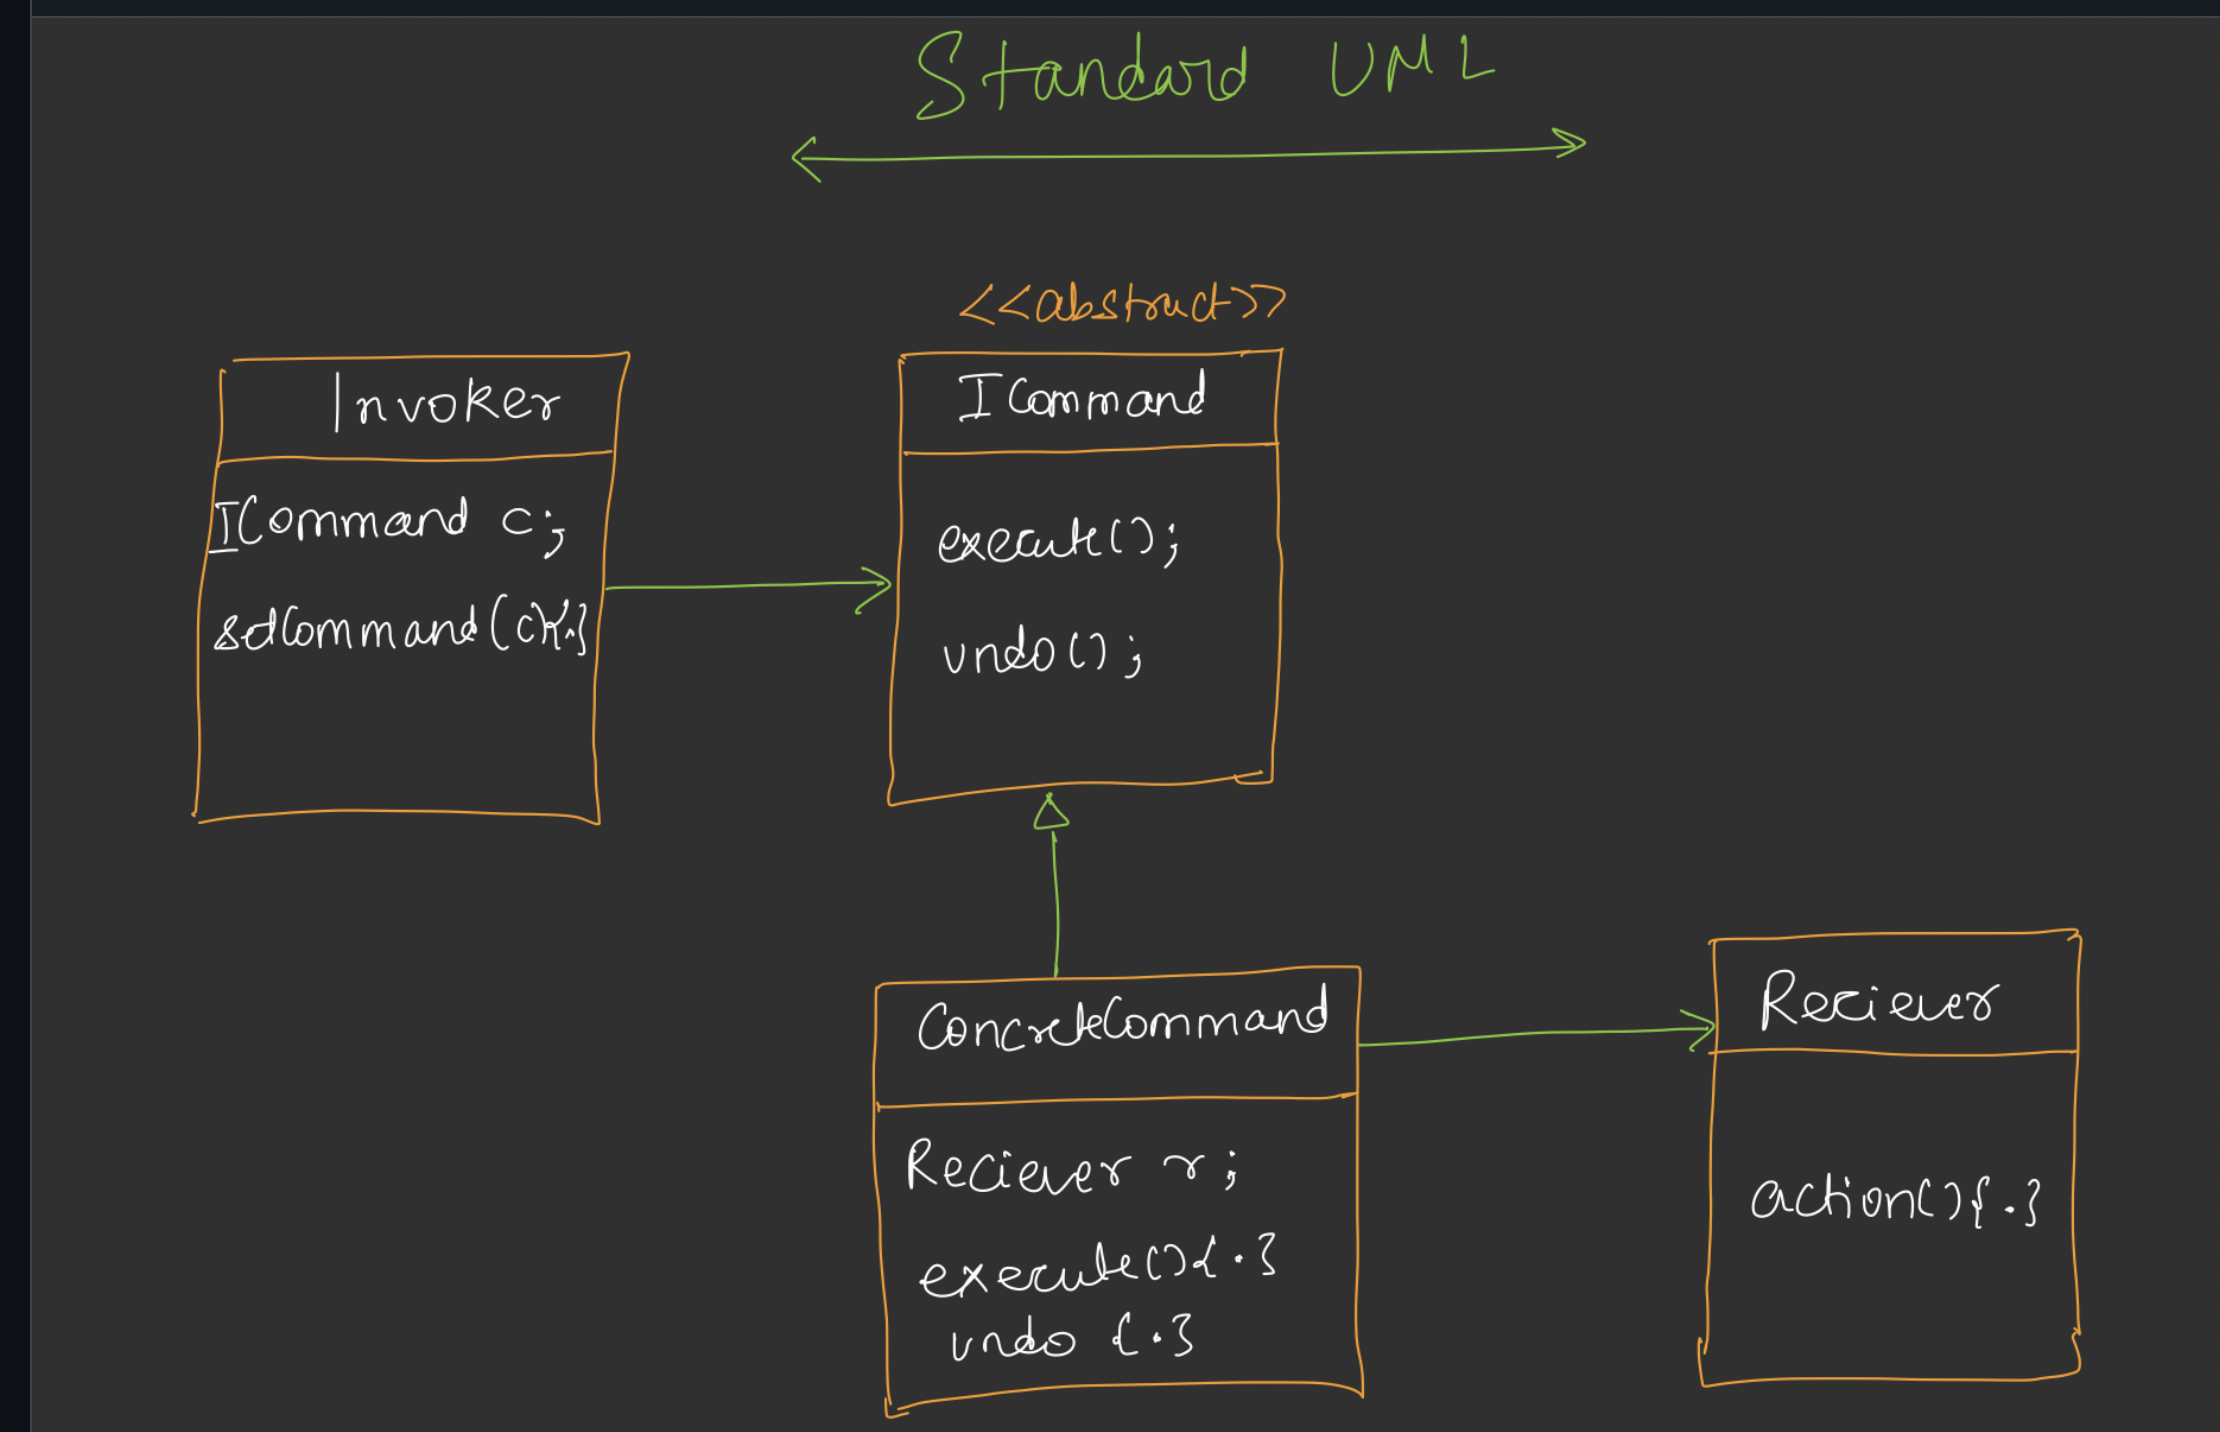 Standard UML
<<abstract>>
Invoker
ICommand c;
setCommand(c){.}
ICommand
execute();
undo();
ConcreteCommand
Reciever r;
execute(){.}
undo {.}
Reciever
action(){.}